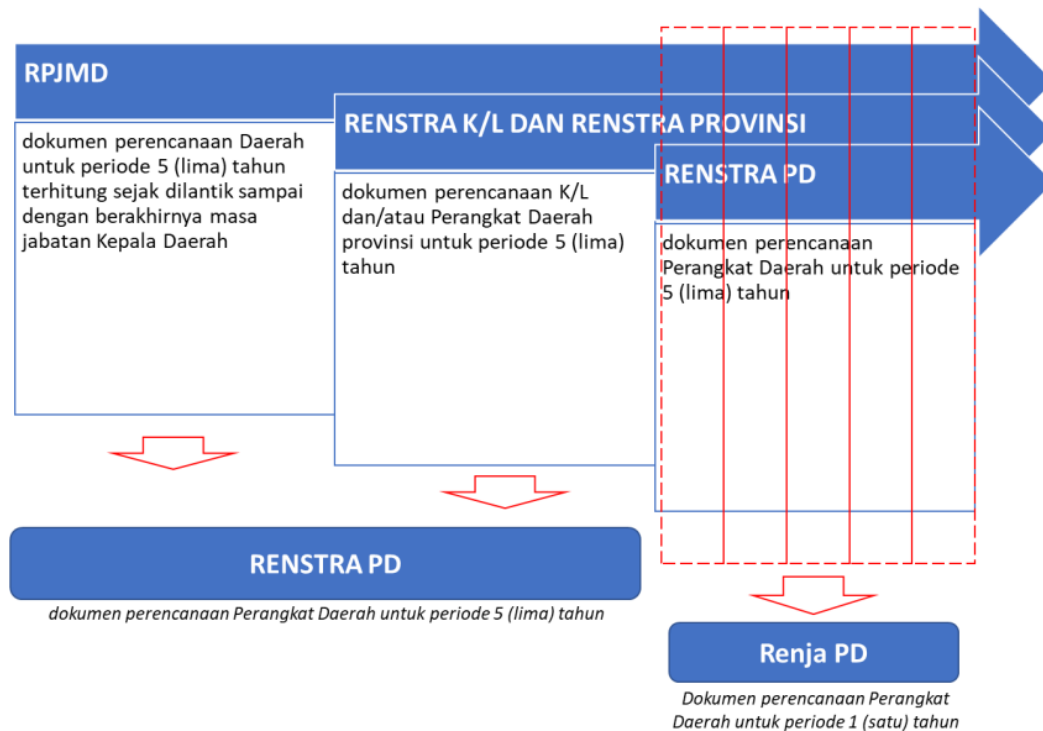 RPJMD
dokumen perencanaan Daerah
untuk periode 5 (lima) tahun
terhitung sejak dilantik sampai
dengan berakhirnya masa
jabatan Kepala Daerah
RENSTRA K/L DAN RENSTRA PROVINSI
dokumen perencanaan K/L
dan/atau Perangkat Daerah
provinsi untuk periode 5 (lima)
tahun
RENSTRA PD
dokumen perencanaan
Perangkat Daerah untuk periode
5 (lima) tahun
RENSTRA PD
dokumen perencanaan Perangkat Daerah untuk periode 5 (lima) tahun
Renja PD
Dokumen perencanaan Perangkat
Daerah untuk periode 1 (satu) tahun